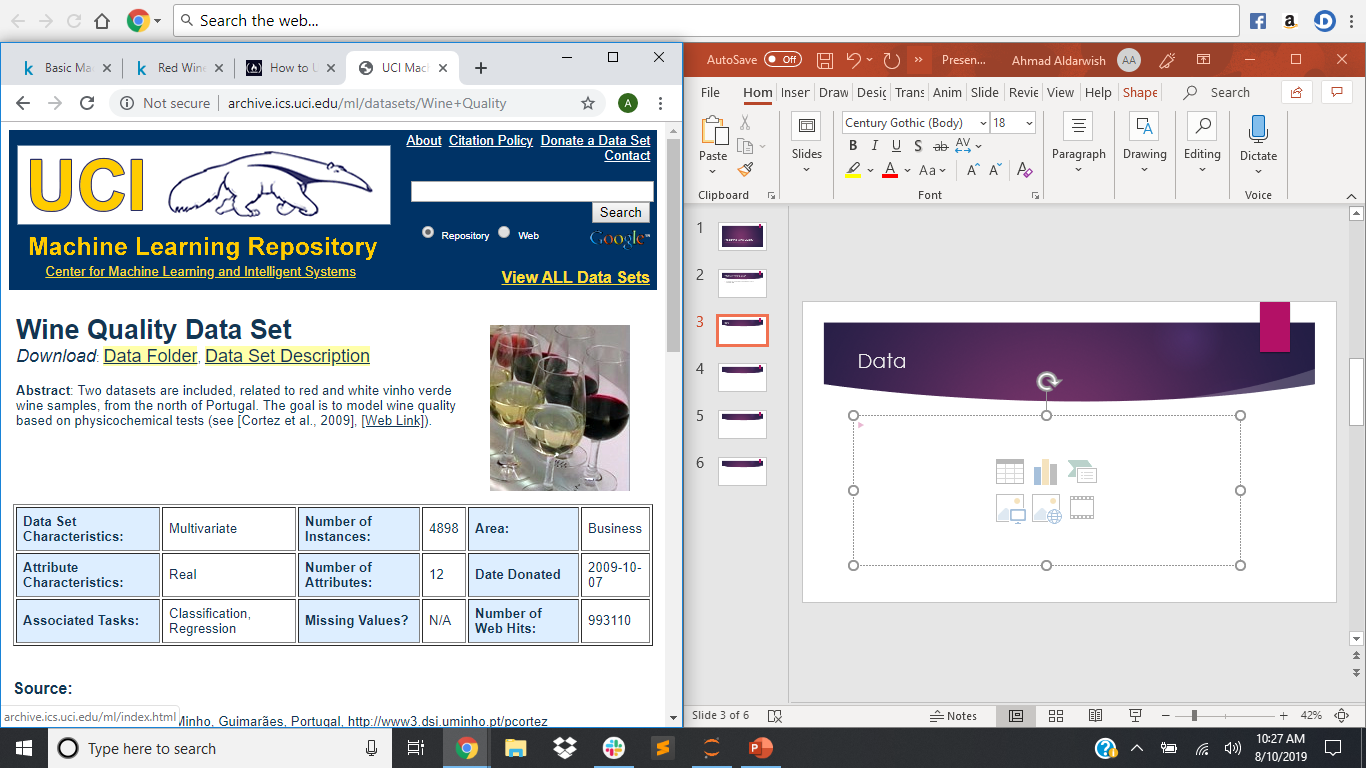 Search the web...
Basic Ma
Red Wine
How to U
UCI Mach
Not secure
archive.ics.uci.edu/ml/datasets/Wine+Quality
A
About Citation Policy Donate a Data Set
Contact
UCI
Search
Repository
Web
Google™
Machine Learning Repository
Center for Machine Learning and Intelligent Systems
View ALL Data Sets
Wine Quality Data Set
Download: Data Folder, Data Set Description
Abstract: Two datasets are included, related to red and white vinho verde
wine samples, from the north of Portugal. The goal is to model wine quality
based on physicochemical tests (see [Cortez et al., 2009], [Web Link]).
Data Set Characteristics: Multivariate Number of Instances: 4898 Area: Business
Attribute Characteristics: Real Number of Attributes: 12 Date Donated 2009-10-07
Associated Tasks: Classification, Regression Missing Values? N/A Number of Web Hits: 993110
Source:
archive.ics.uci.edu/ml/index.html
Minho, Guimarães, Portugal, http://www3.dsi.uminho.pt/pcortez
AutoSave Off
Presen...
Ahmad Aldarwish AA
File Hom Inser Draw Desig Trans Anim Slide Revie View Help Shape Search
Paste
Clipboard
Slides
Century Gothic (Body) 18
B I U S ab AV
A Aa A A A
Font
Paragraph
Drawing
Editing
Dictate
Voice
1
2
3
4
5
6
Data
Slide 3 of 6
Notes
42%
Type here to search
10:27 AM
8/10/2019